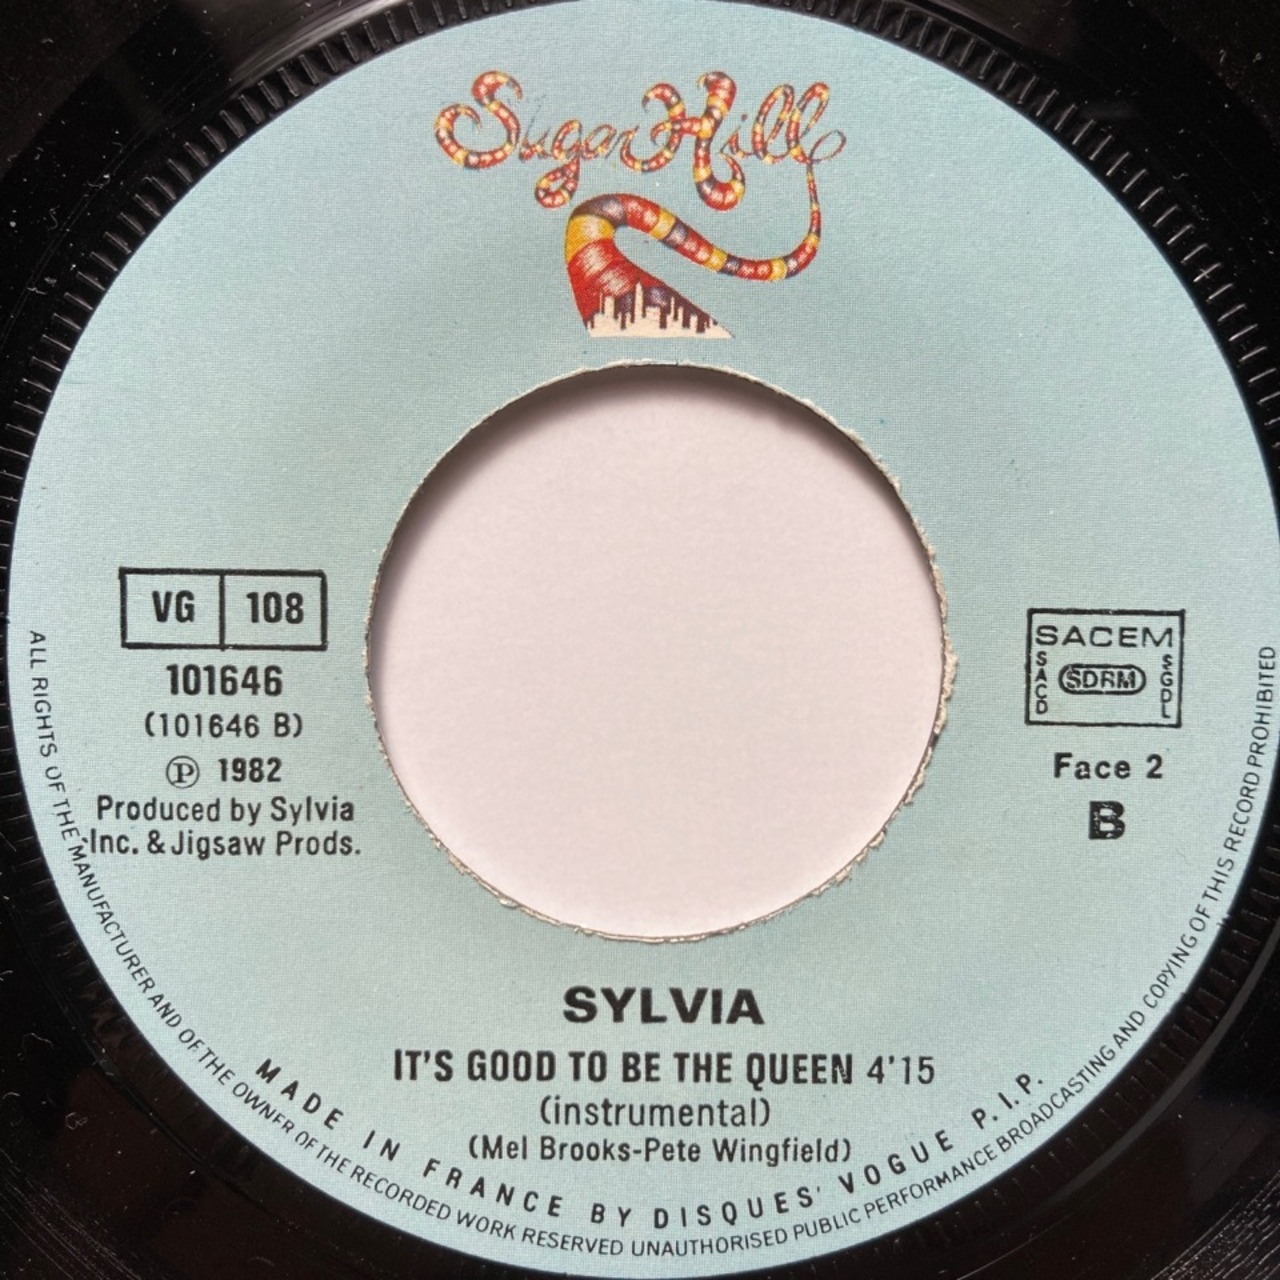 Sugar Hill
VG 108
101646
(101646 B)
Ⓟ 1982
Produced by Sylvia
Inc. & Jigsaw Prods.
SACEM
SACD
SDRM
SGDL
Face 2
B
SYLVIA
IT'S GOOD TO BE THE QUEEN 4'15
(instrumental)
(Mel Brooks-Pete Wingfield)
MADE IN FRANCE BY DISQUES' VOGUE P.I.P.
ALL RIGHTS OF THE MANUFACTURER AND OF THE OWNER OF THE RECORDED WORK RESERVED UNAUTHORISED PUBLIC PERFORMANCE BROADCASTING AND COPYING OF THIS RECORD PROHIBITED